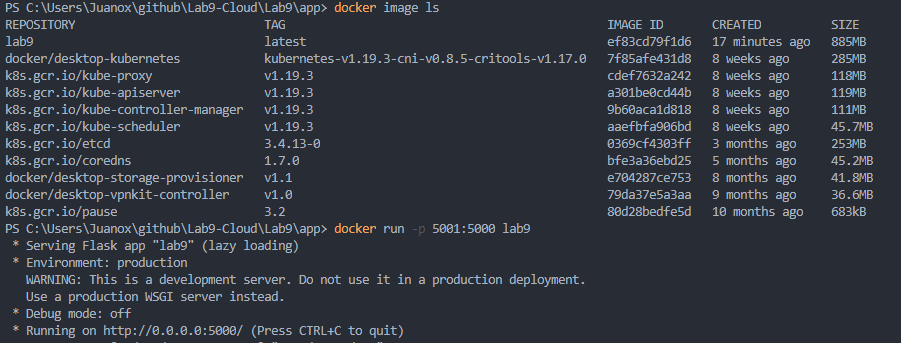 PS C:\Users\Juanox\github\Lab9-Cloud\Lab9\app> docker image ls
REPOSITORY TAG IMAGE ID CREATED SIZE
lab9 latest ef83cd79f1d6 17 minutes ago 885MB
docker/desktop-kubernetes kubernetes-v1.19.3-cni-v0.8.5-critools-v1.17.0 7f85afe431d8 8 weeks ago 285MB
k8s.gcr.io/kube-proxy v1.19.3 cdef7632a242 8 weeks ago 118MB
k8s.gcr.io/kube-apiserver v1.19.3 a301be0cd44b 8 weeks ago 119MB
k8s.gcr.io/kube-controller-manager v1.19.3 9b60aca1d818 8 weeks ago 111MB
k8s.gcr.io/kube-scheduler v1.19.3 aaefbfa906bd 8 weeks ago 45.7MB
k8s.gcr.io/etcd 3.4.13-0 0369cf4303ff 3 months ago 253MB
k8s.gcr.io/coredns 1.7.0 bfe3a36ebd25 5 months ago 45.2MB
docker/desktop-storage-provisioner v1.1 e704287ce753 8 months ago 41.8MB
docker/desktop-vpnkit-controller v1.0 79da37e5a3aa 9 months ago 36.6MB
k8s.gcr.io/pause 3.2 80d28bedfe5d 10 months ago 683kB
PS C:\Users\Juanox\github\Lab9-Cloud\Lab9\app> docker run -p 5001:5000 lab9
* Serving Flask app "lab9" (lazy loading)
* Environment: production
WARNING: This is a development server. Do not use it in a production deployment.
Use a production WSGI server instead.
* Debug mode: off
* Running on http://0.0.0.0:5000/ (Press CTRL+C to quit)